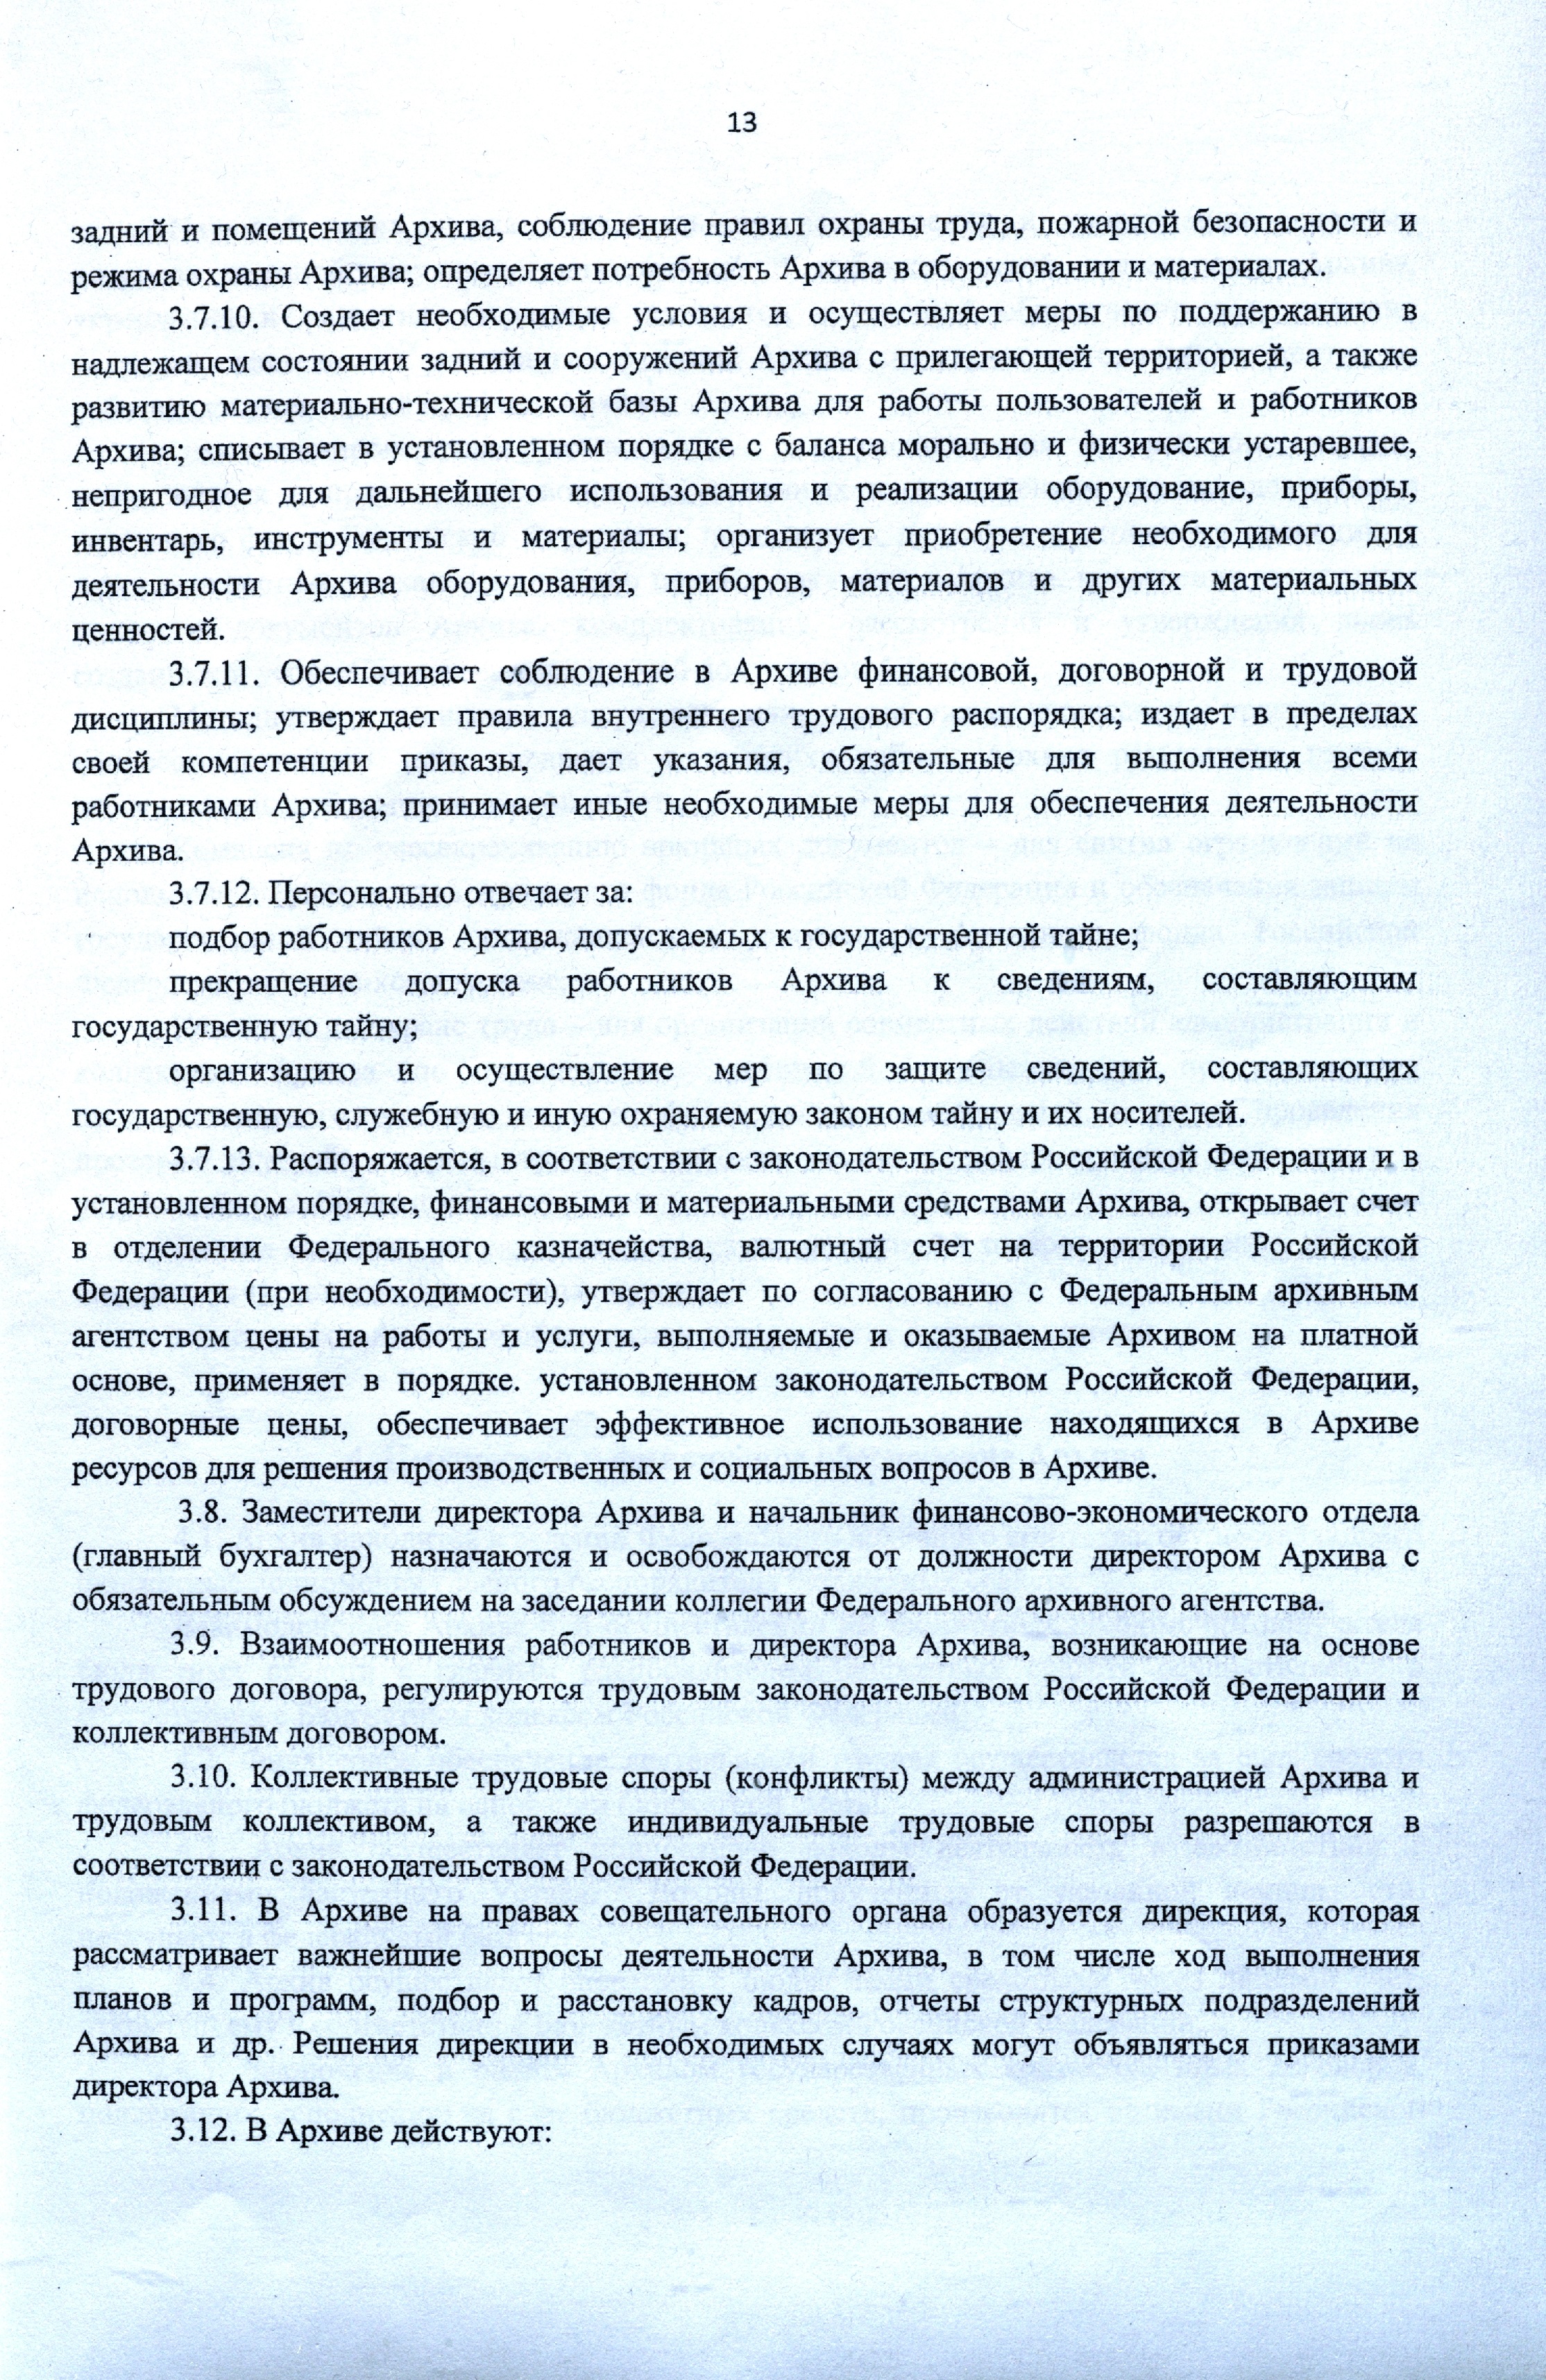 13
задний и помещений Архива, соблюдение правил охраны труда, пожарной безопасности и
режима охраны Архива; определяет потребность Архива в оборудовании и материалах.
3.7.10. Создает необходимые условия и осуществляет меры по поддержанию в
надлежащем состоянии задний и сооружений Архива с прилегающей территорией, а также
развитию материально-технической базы Архива для работы пользователей и работников
Архива; списывает в установленном порядке с баланса морально и физически устаревшее,
непригодное для дальнейшего использования и реализации оборудование, приборы,
инвентарь, инструменты и материалы; организует приобретение необходимого для
деятельности Архива оборудования, приборов, материалов и других материальных
ценностей.
3.7.11. Обеспечивает соблюдение в Архиве финансовой, договорной и трудовой
дисциплины; утверждает правила внутреннего трудового распорядка; издает в пределах
своей компетенции приказы, дает указания, обязательные для выполнения всеми
работниками Архива; принимает иные необходимые меры для обеспечения деятельности
Архива.
3.7.12. Персонально отвечает за:
подбор работников Архива, допускаемых к государственной тайне;
прекращение допуска работников Архива к сведениям, составляющим
государственную тайну;
организацию и осуществление мер по защите сведений, составляющих
государственную, служебную и иную охраняемую законом тайну и их носителей.
3.7.13. Распоряжается, в соответствии с законодательством Российской Федерации и в
установленном порядке, финансовыми и материальными средствами Архива, открывает счет
в отделении Федерального казначейства, валютный счет на территории Российской
Федерации (при необходимости), утверждает по согласованию с Федеральным архивным
агентством цены на работы и услуги, выполняемые и оказываемые Архивом на платной
основе, применяет в порядке. установленном законодательством Российской Федерации,
договорные цены, обеспечивает эффективное использование находящихся в Архиве
ресурсов для решения производственных и социальных вопросов в Архиве.
3.8. Заместители директора Архива и начальник финансово-экономического отдела
(главный бухгалтер) назначаются и освобождаются от должности директором Архива с
обязательным обсуждением на заседании коллегии Федерального архивного агентства.
3.9. Взаимоотношения работников и директора Архива, возникающие на основе
трудового договора, регулируются трудовым законодательством Российской Федерации и
коллективным договором.
3.10. Коллективные трудовые споры (конфликты) между администрацией Архива и
трудовым коллективом, а также индивидуальные трудовые споры разрешаются в
соответствии с законодательством Российской Федерации.
3.11. В Архиве на правах совещательного органа образуется дирекция, которая
рассматривает важнейшие вопросы деятельности Архива, в том числе ход выполнения
планов и программ, подбор и расстановку кадров, отчеты структурных подразделений
Архива и др. Решения дирекции в необходимых случаях могут объявляться приказами
директора Архива.
3.12. В Архиве действуют: